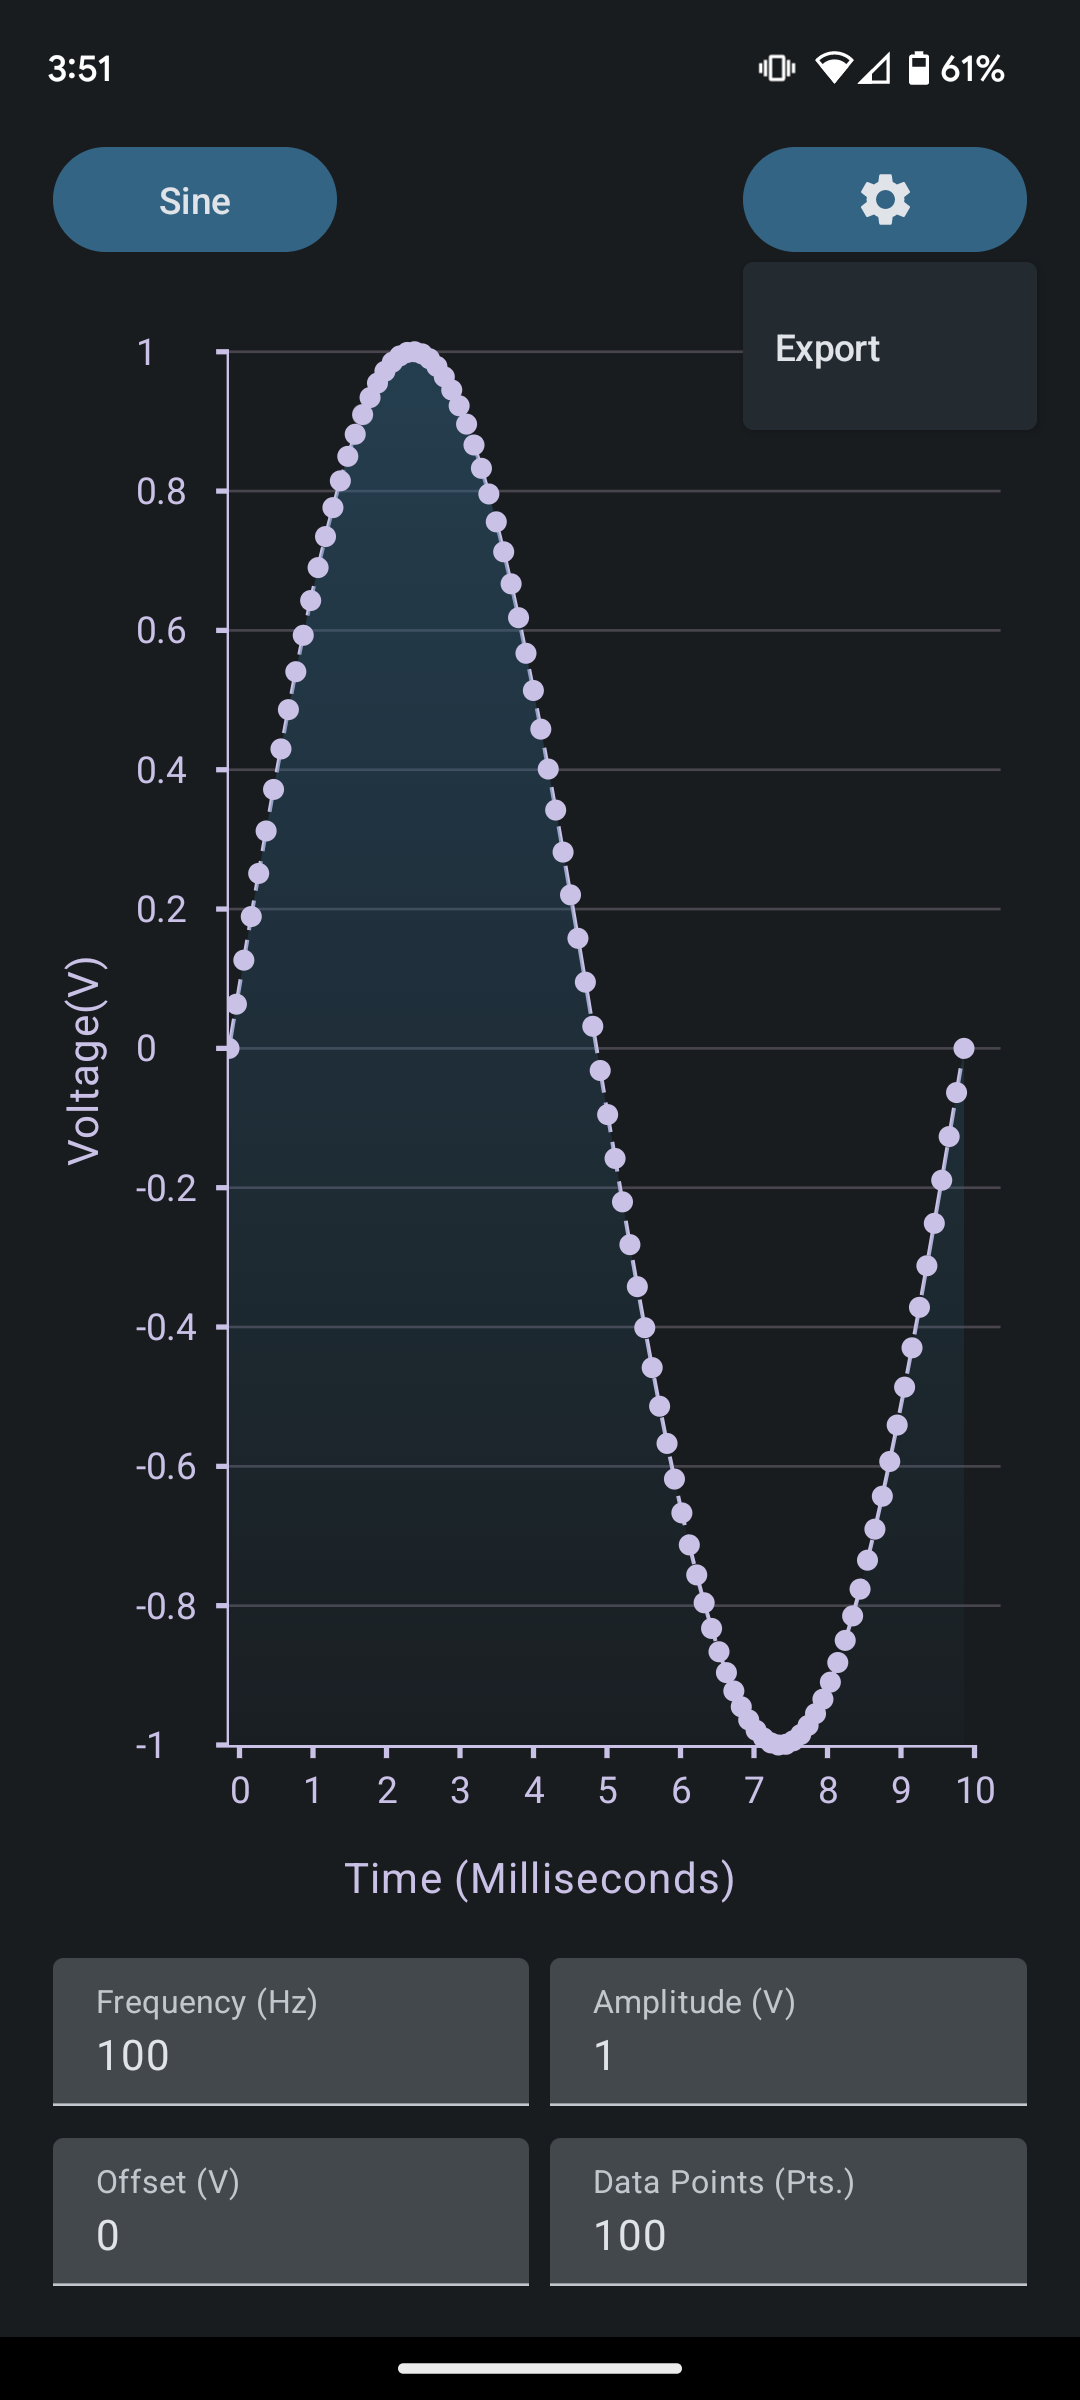 3:51
61%
Sine
Export
1
0.8
0.6
0.4
0.2
0
-0.2
-0.4
-0.6
-0.8
-1
Voltage(V)
0 1 2 3 4 5 6 7 8 9 10
Time (Milliseconds)
Frequency (Hz)
100
Amplitude (V)
1
Offset (V)
0
Data Points (Pts.)
100